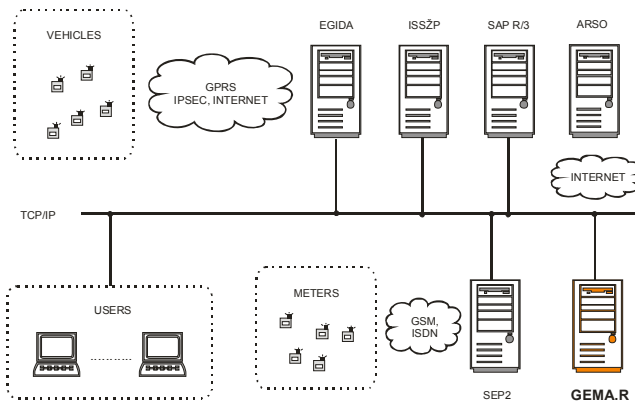 VEHICLES
EGIDA
ISSŽP
SAP R/3
ARSO
GPRS
IPSEC, INTERNET
INTERNET
TCP/IP
USERS
METERS
GSM,
ISDN
SEP2
GEMA.R